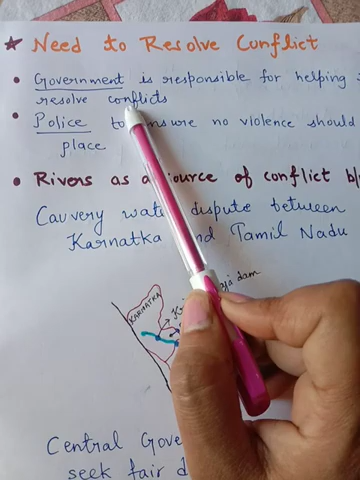 ★ Need to Resolve Conflict
• Government is responsible for helping
resolve conflicts
• Police to ensure no violence should
place
• Rivers as a source of conflict b/
Cauvery wate dispute between
Karnatka and Tamil Nadu
dam
KARNATKA
Central Gove
seek fair d